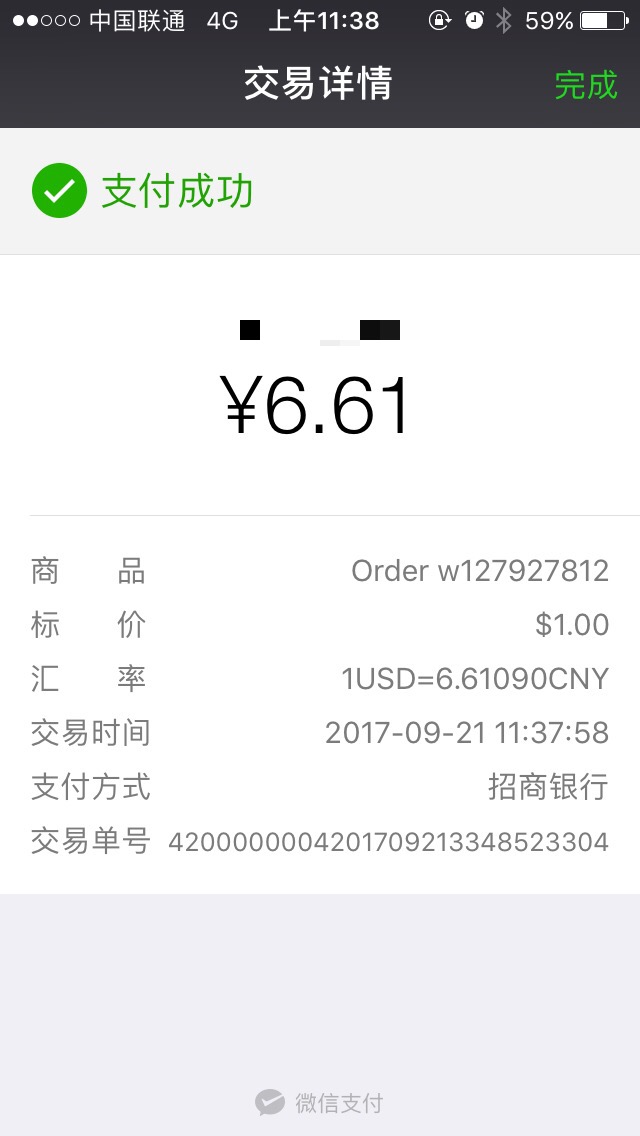 中国联通 4G 上午11:38 59%
交易详情 完成
支付成功
¥6.61
商品 Order w127927812
标价 $1.00
汇率 1USD=6.61090CNY
交易时间 2017-09-21 11:37:58
支付方式 招商银行
交易单号 4200000004201709213348523304
微信支付